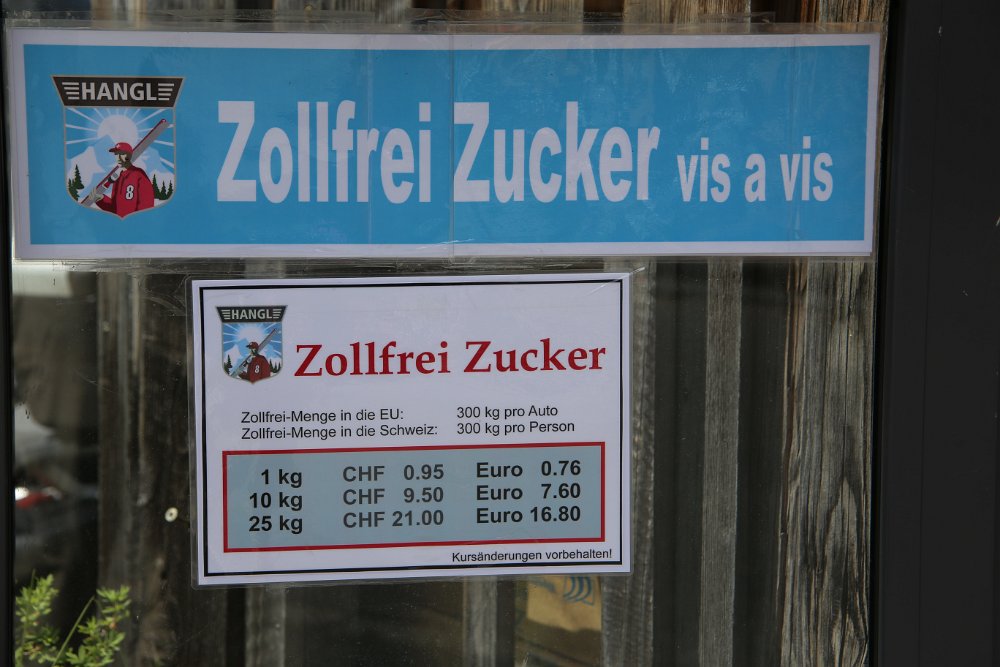 HANGL
Zollfrei Zucker vis a vis
8
HANGL
Zollfrei Zucker
8
Zollfrei-Menge in die EU: 300 kg pro Auto
Zollfrei-Menge in die Schweiz: 300 kg pro Person
1 kg CHF 0.95 Euro 0.76
10 kg CHF 9.50 Euro 7.60
25 kg CHF 21.00 Euro 16.80
Kursänderungen vorbehalten!